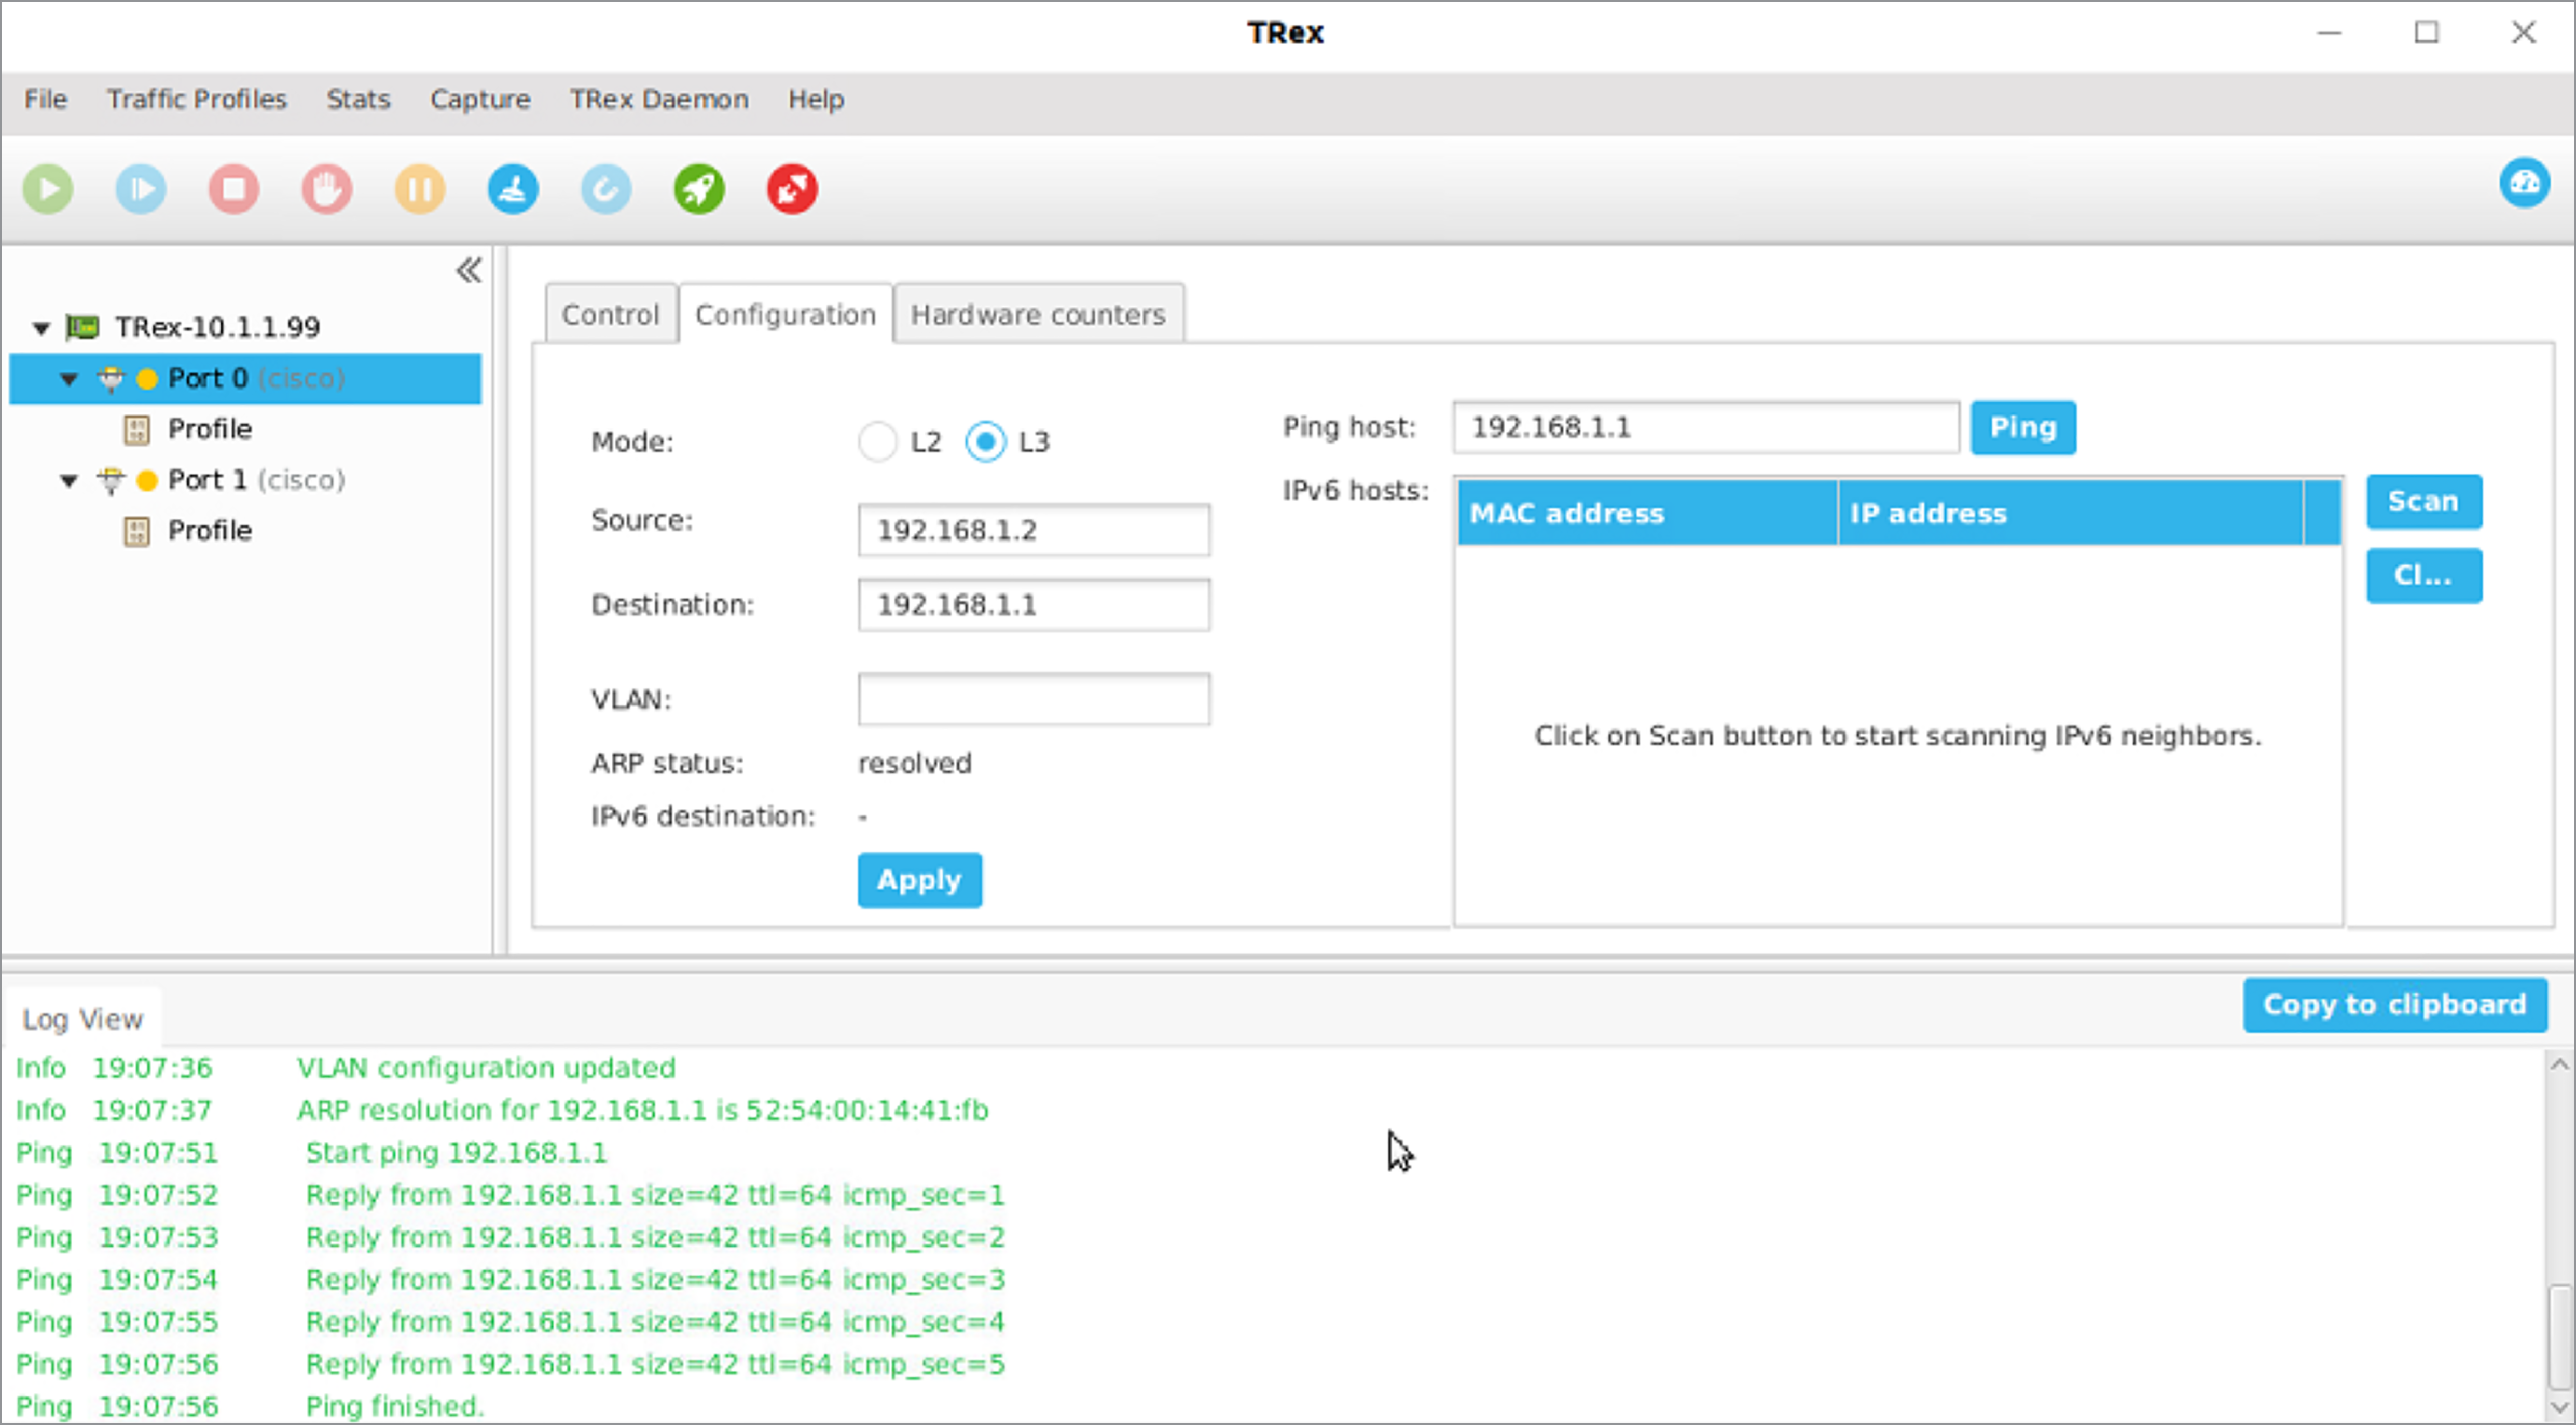 TRex
File Traffic Profiles Stats Capture TRex Daemon Help
TRex-10.1.1.99
Port 0 (cisco)
Profile
Port 1 (cisco)
Profile
Control Configuration Hardware counters
Mode: L2 L3
Source: 192.168.1.2
Destination: 192.168.1.1
VLAN:
ARP status: resolved
IPv6 destination: -
Apply
Ping host: 192.168.1.1 Ping
IPv6 hosts:
MAC address IP address
Click on Scan button to start scanning IPv6 neighbors.
Scan
Cl...
Log View
Copy to clipboard
Info 19:07:36 VLAN configuration updated
Info 19:07:37 ARP resolution for 192.168.1.1 is 52:54:00:14:41:fb
Ping 19:07:51 Start ping 192.168.1.1
Ping 19:07:52 Reply from 192.168.1.1 size=42 ttl=64 icmp_sec=1
Ping 19:07:53 Reply from 192.168.1.1 size=42 ttl=64 icmp_sec=2
Ping 19:07:54 Reply from 192.168.1.1 size=42 ttl=64 icmp_sec=3
Ping 19:07:55 Reply from 192.168.1.1 size=42 ttl=64 icmp_sec=4
Ping 19:07:56 Reply from 192.168.1.1 size=42 ttl=64 icmp_sec=5
Ping 19:07:56 Ping finished.